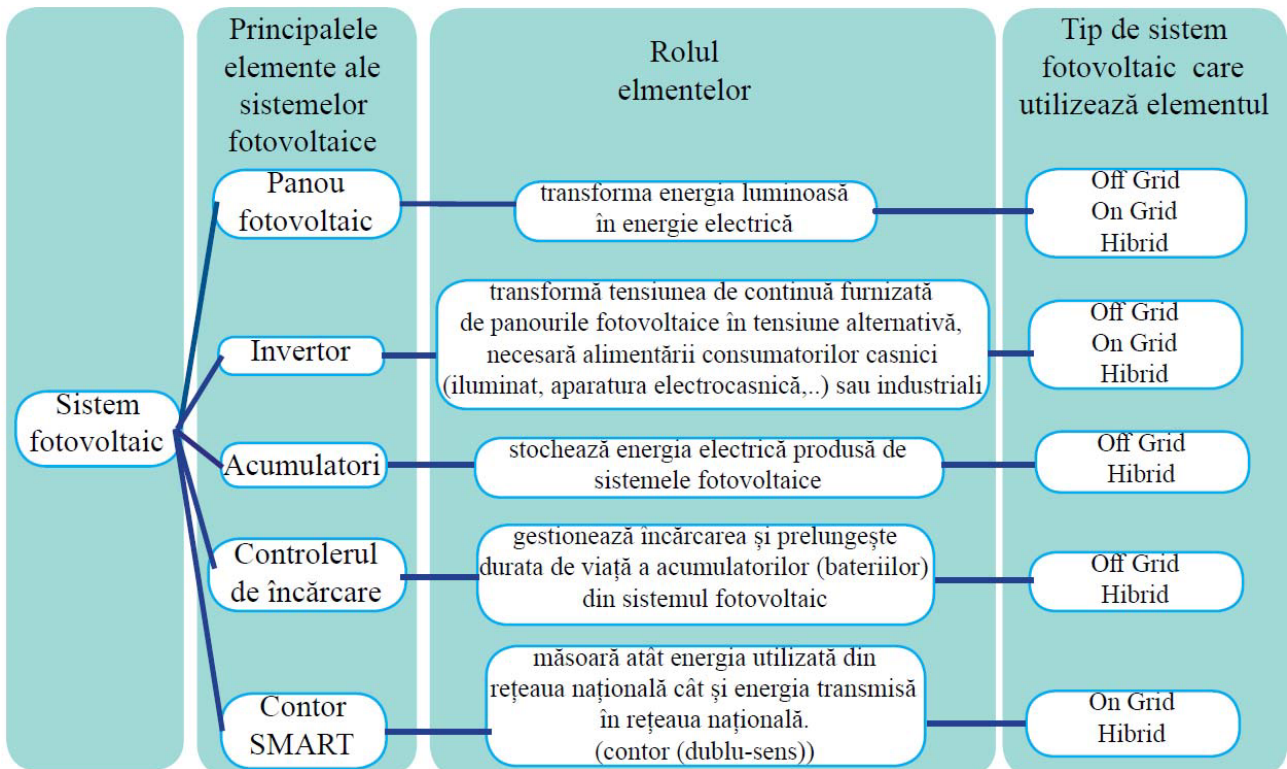 Principalele
elemente ale
sistemelor
fotovoltaice
Rolul
elmentelor
Tip de sistem
fotovoltaic care
utilizează elementul
Sistem
fotovoltaic
Panou
fotovoltaic
transforma energia luminoasă
în energie electrică
Off Grid
On Grid
Hibrid
Invertor
transformă tensiunea de continuă furnizată
de panourile fotovoltaice în tensiune alternativă,
necesară alimentării consumatorilor casnici
(iluminat, aparatura electrocasnică,..) sau industriali
Off Grid
On Grid
Hibrid
Acumulatori
stochează energia electrică produsă de
sistemele fotovoltaice
Off Grid
Hibrid
Controlerul
de încărcare
gestionează încărcarea și prelungește
durata de viață a acumulatorilor (bateriilor)
din sistemul fotovoltaic
Off Grid
Hibrid
Contor
SMART
măsoară atât energia utilizată din
rețeaua națională cât și energia transmisă
în rețeaua națională.
(contor (dublu-sens))
On Grid
Hibrid